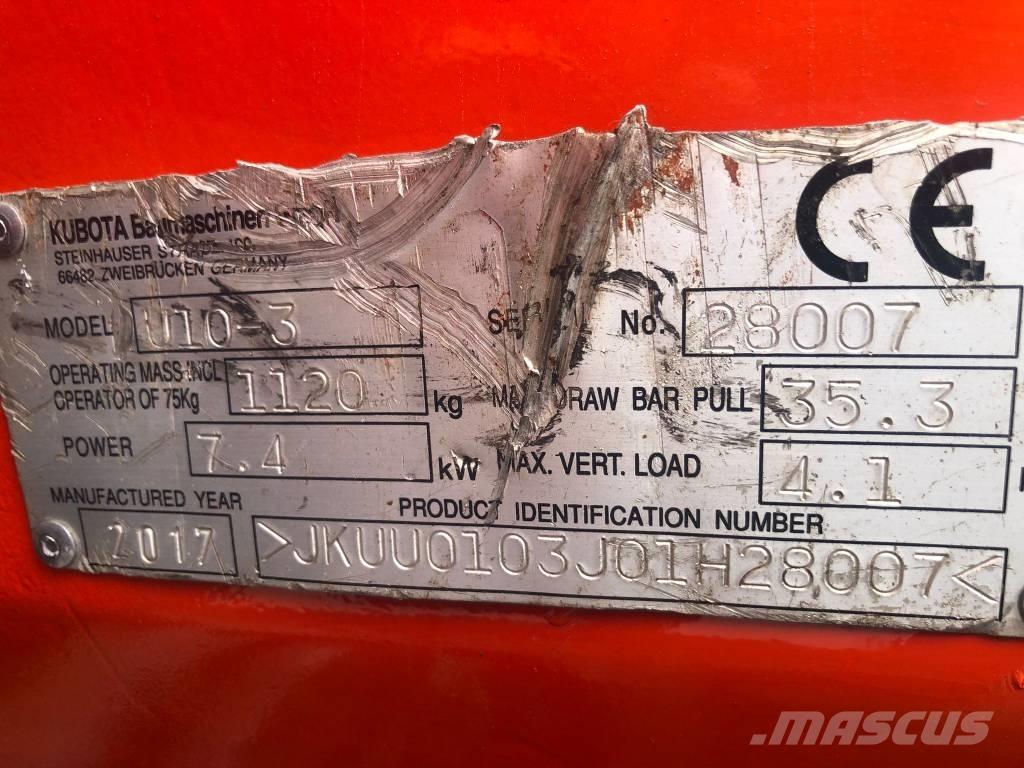 KUBOTA Baumaschinen
STEINHAUSER
66482 ZWEIBRÜCKEN GERMANY
CE
MODEL U10-3
No. 28007
OPERATING MASS INCL
OPERATOR OF 75Kg 1120 kg
DRAW BAR PULL 35.3
POWER 7.4 kW
MAX. VERT. LOAD 4.1
MANUFACTURED YEAR 2017
PRODUCT IDENTIFICATION NUMBER
>JKUU0103J01H28007<
MASCUS